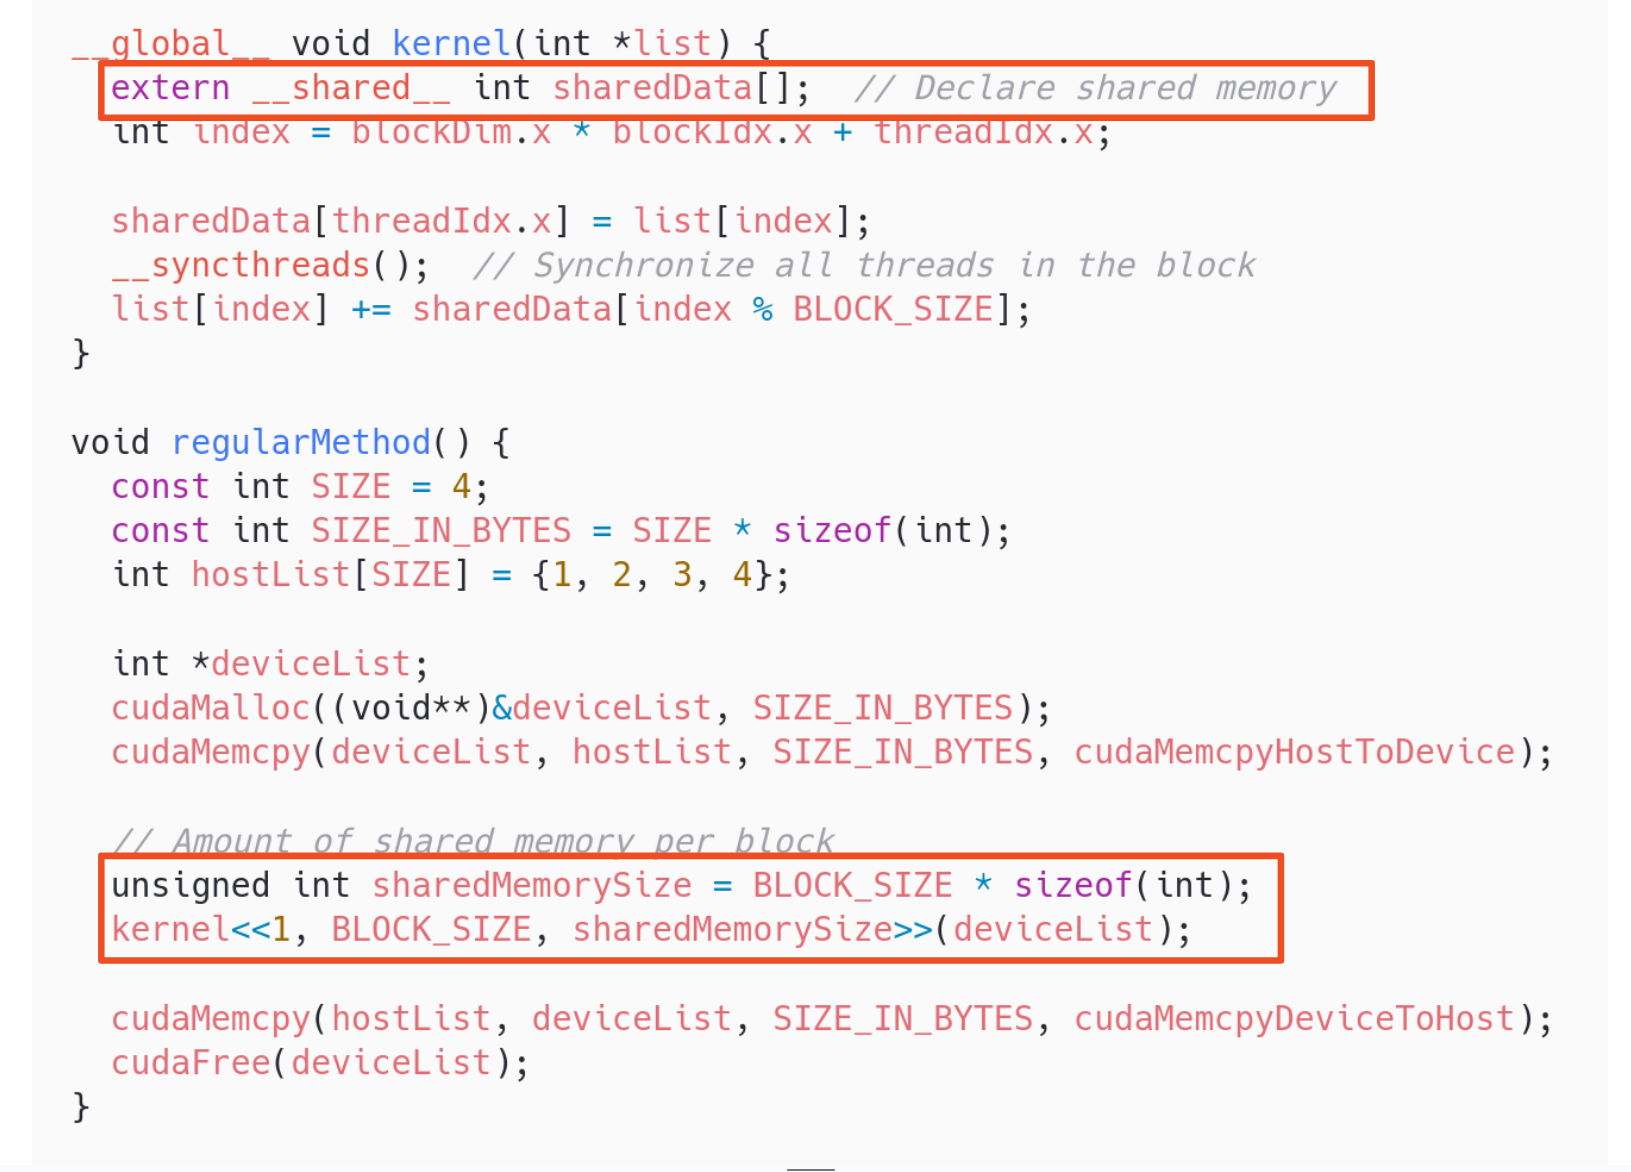 __global__ void kernel(int *list) {
extern __shared__ int sharedData[]; // Declare shared memory
int index = blockDim.x * blockIdx.x + threadIdx.x;
sharedData[threadIdx.x] = list[index];
__syncthreads(); // Synchronize all threads in the block
list[index] += sharedData[index % BLOCK_SIZE];
}
void regularMethod() {
const int SIZE = 4;
const int SIZE_IN_BYTES = SIZE * sizeof(int);
int hostList[SIZE] = {1, 2, 3, 4};
int *deviceList;
cudaMalloc((void**)&deviceList, SIZE_IN_BYTES);
cudaMemcpy(deviceList, hostList, SIZE_IN_BYTES, cudaMemcpyHostToDevice);
// Amount of shared memory per block
unsigned int sharedMemorySize = BLOCK_SIZE * sizeof(int);
kernel<<1, BLOCK_SIZE, sharedMemorySize>>(deviceList);
cudaMemcpy(hostList, deviceList, SIZE_IN_BYTES, cudaMemcpyDeviceToHost);
cudaFree(deviceList);
}